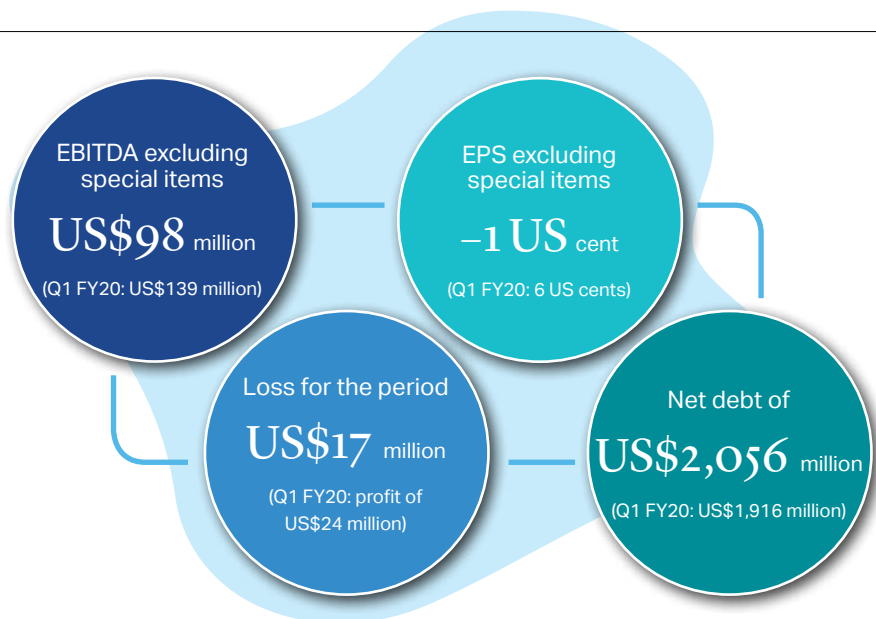 EBITDA excluding
special items
US$98 million
(Q1 FY20: US$139 million)
EPS excluding
special items
–1 US cent
(Q1 FY20: 6 US cents)
Loss for the period
US$17 million
(Q1 FY20: profit of
US$24 million)
Net debt of
US$2,056 million
(Q1 FY20: US$1,916 million)